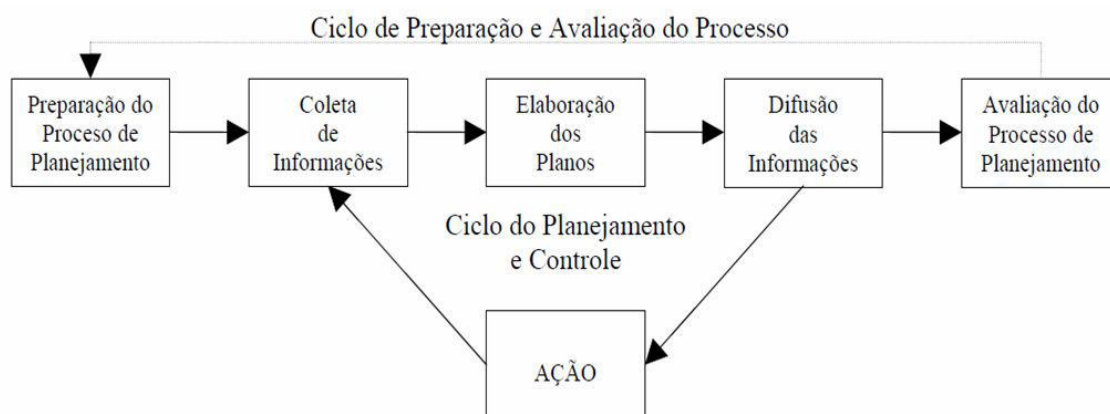 Ciclo de Preparação e Avaliação do Processo
Preparação do
Proceso de
Planejamento
Coleta
de
Informações
Elaboração
dos
Planos
Difusão
das
Informações
Avaliação do
Processo de
Planejamento
Ciclo do Planejamento
e Controle
AÇÃO